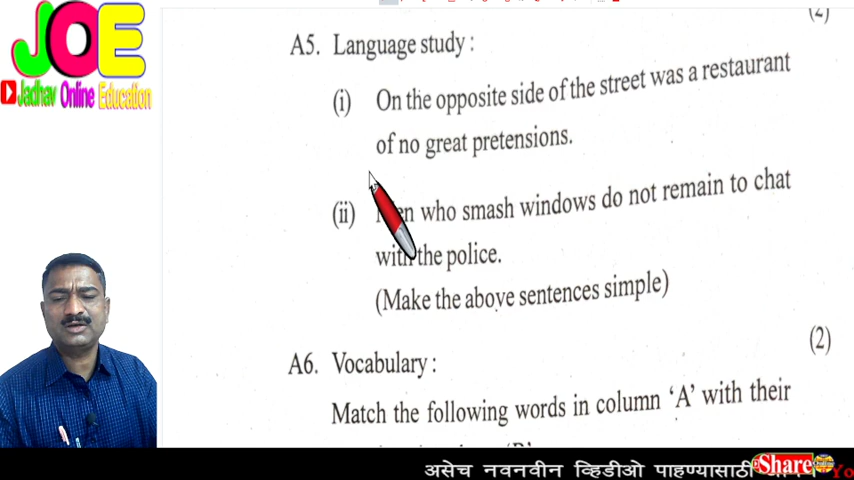 (2)
JOE
Jadhav Online Education
A5. Language study :
(i) On the opposite side of the street was a restaurant
of no great pretensions.
(ii) who smash windows do not remain to chat
with the police.
(Make the above sentences simple)
(2)
A6. Vocabulary :
Match the following words in column ‘A’ with their
असेच नवनवीन व्हिडीओ पाहण्यासाठी
Share